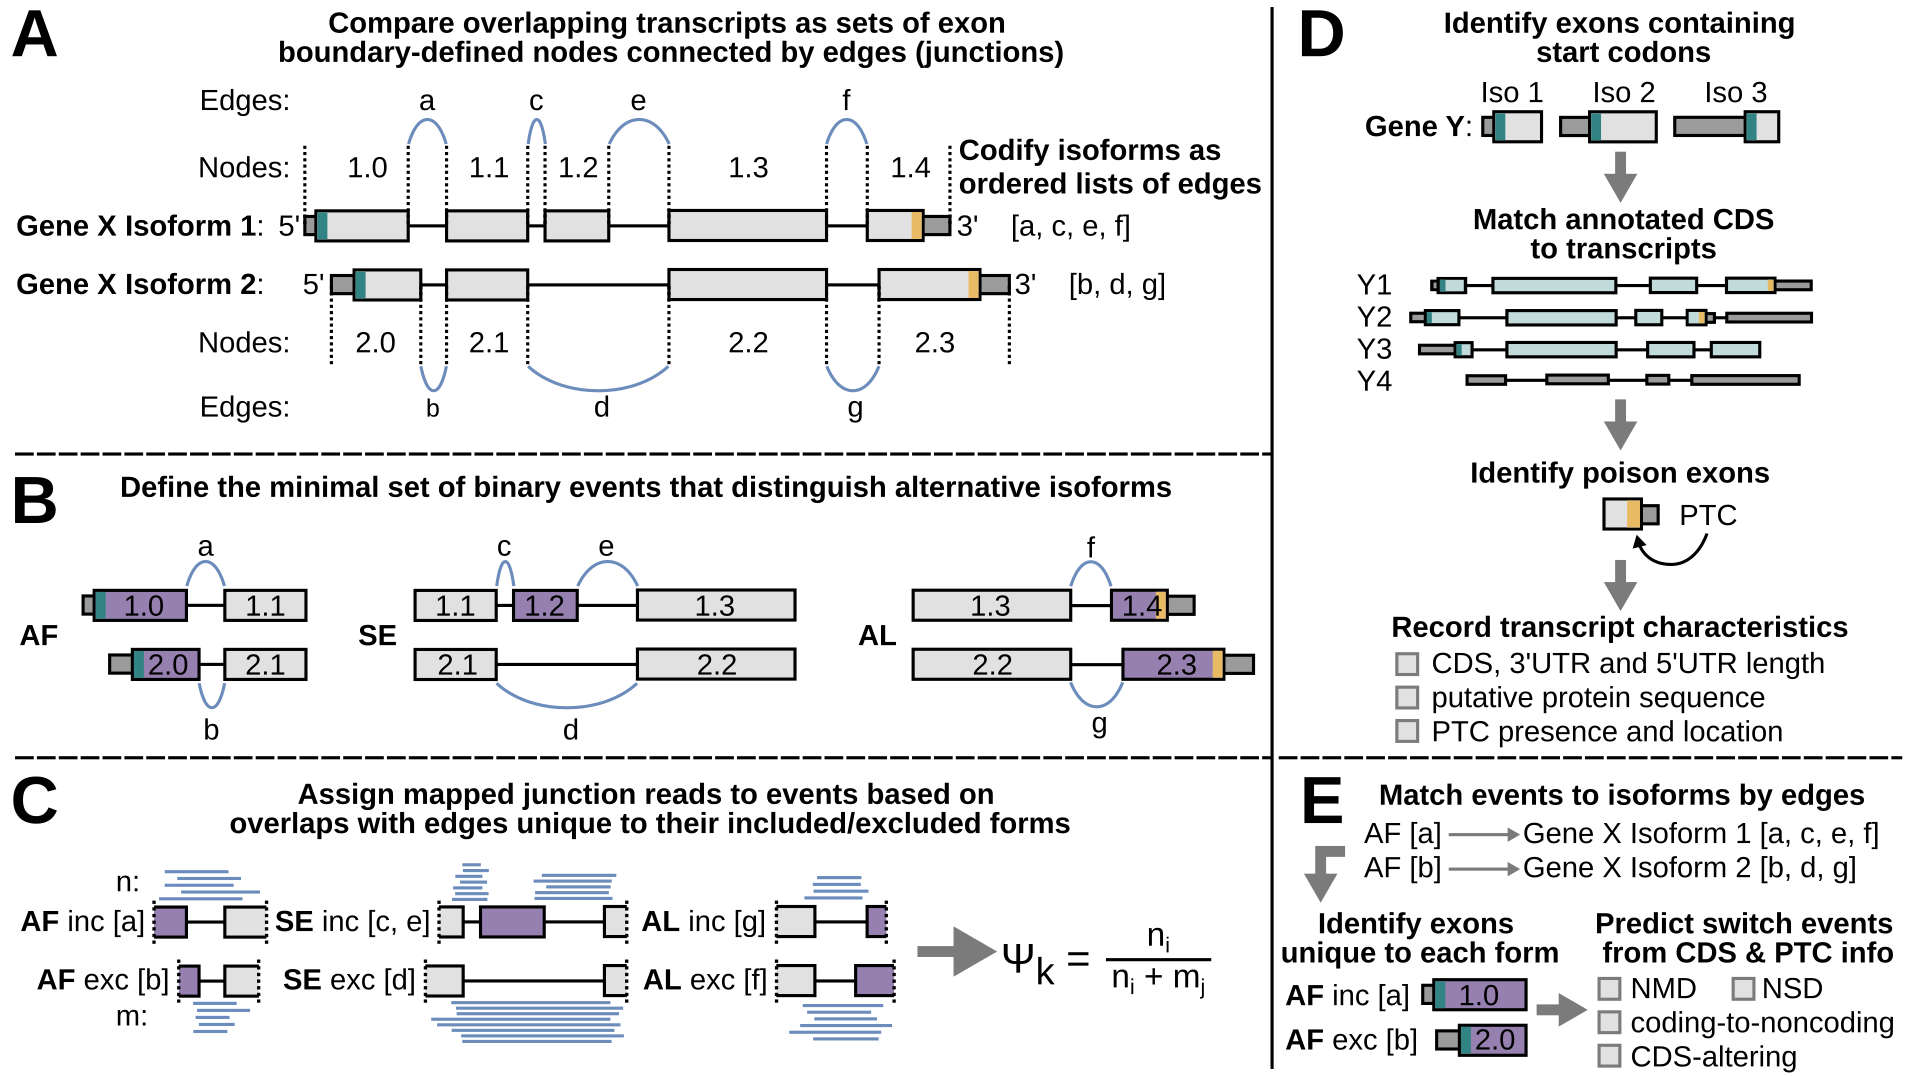 A
Compare overlapping transcripts as sets of exon
boundary-defined nodes connected by edges (junctions)
Edges: a c e f
Nodes: 1.0 1.1 1.2 1.3 1.4
Codify isoforms as
ordered lists of edges
Gene X Isoform 1: 5' 3' [a, c, e, f]
Gene X Isoform 2: 5' 3' [b, d, g]
Nodes: 2.0 2.1 2.2 2.3
Edges: b d g
B
Define the minimal set of binary events that distinguish alternative isoforms
a c e f
1.0 1.1 1.1 1.2 1.3 1.3 1.4
AF SE AL
2.0 2.1 2.1 2.2 2.2 2.3
b d g
C
Assign mapped junction reads to events based on
overlaps with edges unique to their included/excluded forms
n:
AF inc [a] SE inc [c, e] AL inc [g]
AF exc [b] SE exc [d] AL exc [f]
m:
Ψk = ni / ni + mj
D
Identify exons containing
start codons
Iso 1 Iso 2 Iso 3
Gene Y:
Match annotated CDS
to transcripts
Y1
Y2
Y3
Y4
Identify poison exons
PTC
Record transcript characteristics
CDS, 3'UTR and 5'UTR length
putative protein sequence
PTC presence and location
E
Match events to isoforms by edges
AF [a] Gene X Isoform 1 [a, c, e, f]
AF [b] Gene X Isoform 2 [b, d, g]
Identify exons
unique to each form
AF inc [a] 1.0
AF exc [b] 2.0
Predict switch events
from CDS & PTC info
NMD NSD
coding-to-noncoding
CDS-altering